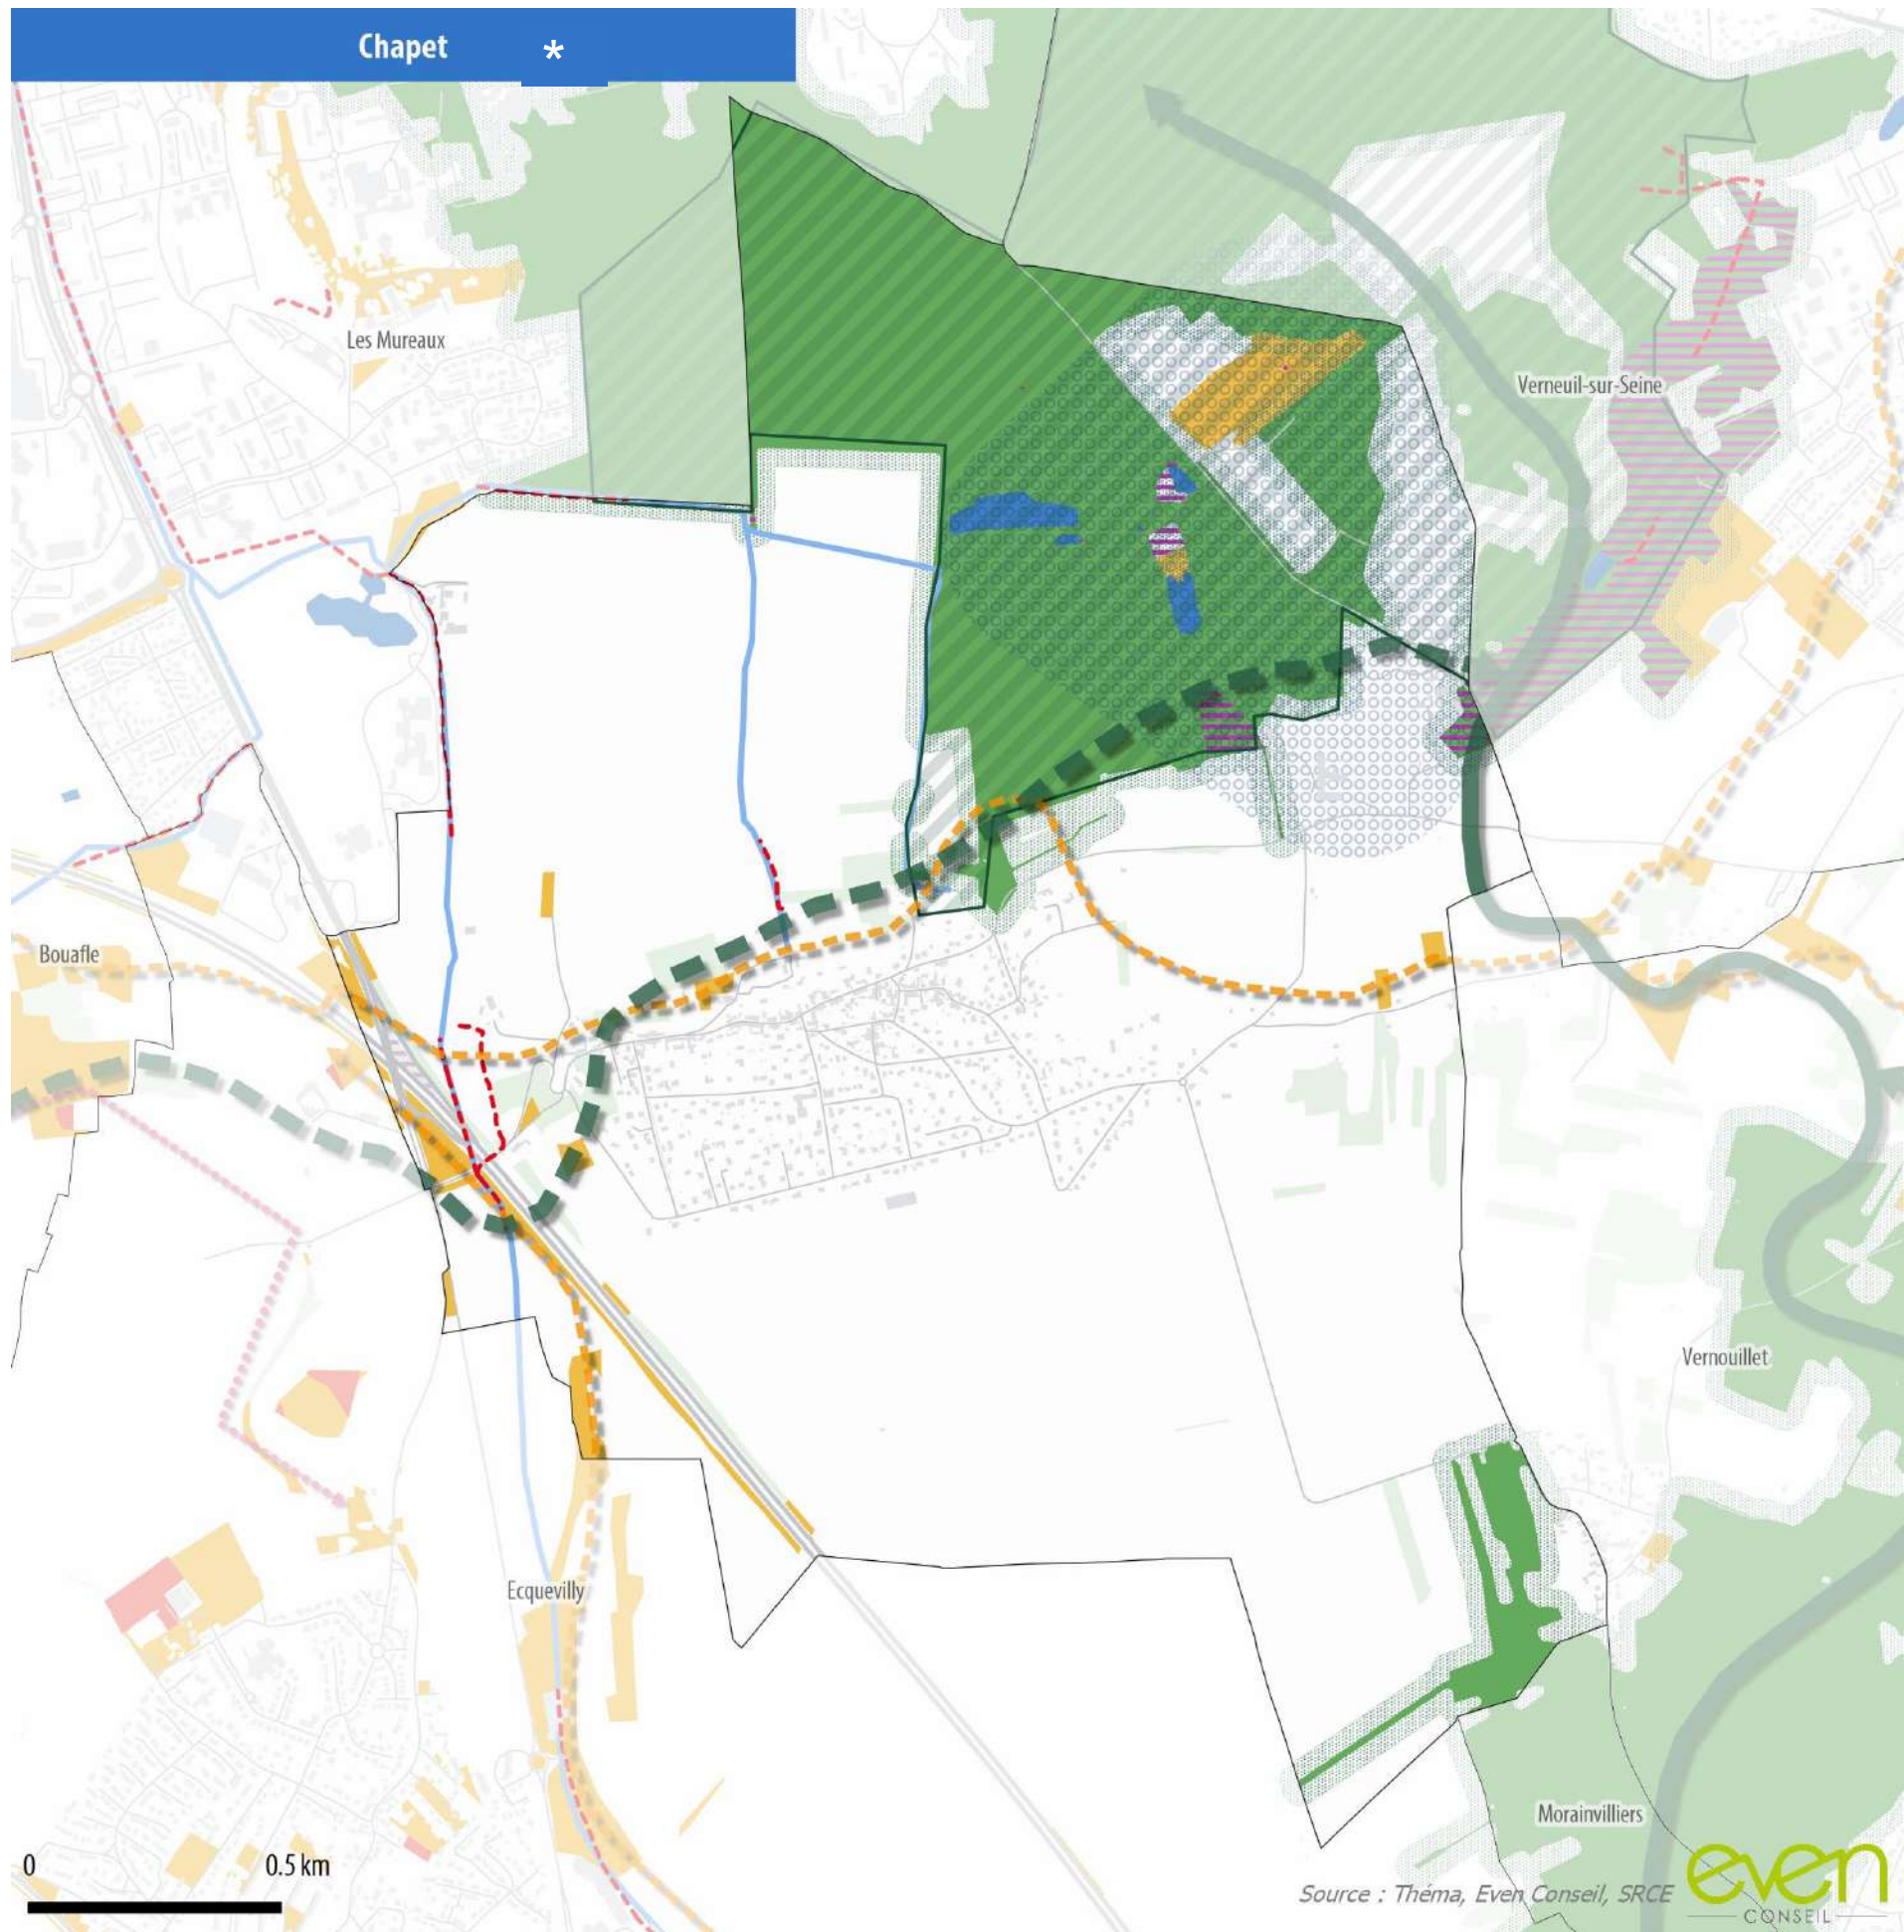 Chapet *
Les Mureaux
Verneuil-sur-Seine
Bouafle
Vernouillet
Ecquevilly
Morainvilliers
0 0.5 km
Source : Théma, Even Conseil, SRCE
even
CONSEIL